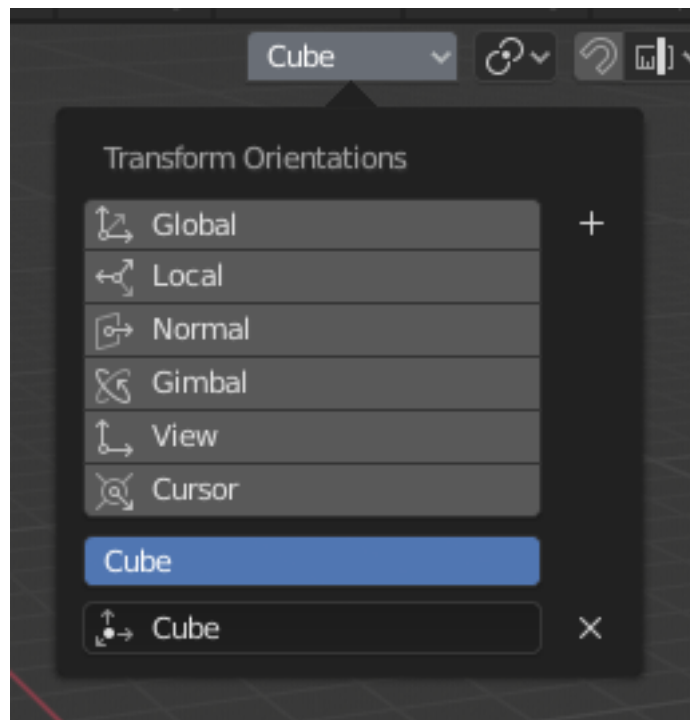 Cube
Transform Orientations
Global
Local
Normal
Gimbal
View
Cursor
Cube
Cube